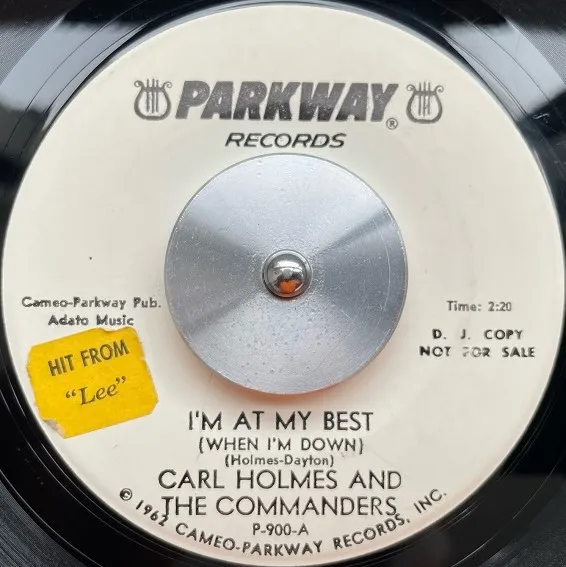 PARKWAY®
RECORDS
Cameo-Parkway Pub.
Adato Music
Time: 2:20
D. J. COPY
NOT FOR SALE
HIT FROM
“Lee”
I'M AT MY BEST
(WHEN I'M DOWN)
(Holmes-Dayton)
CARL HOLMES AND
THE COMMANDERS
P-900-A
© 1962 CAMEO-PARKWAY RECORDS, INC.